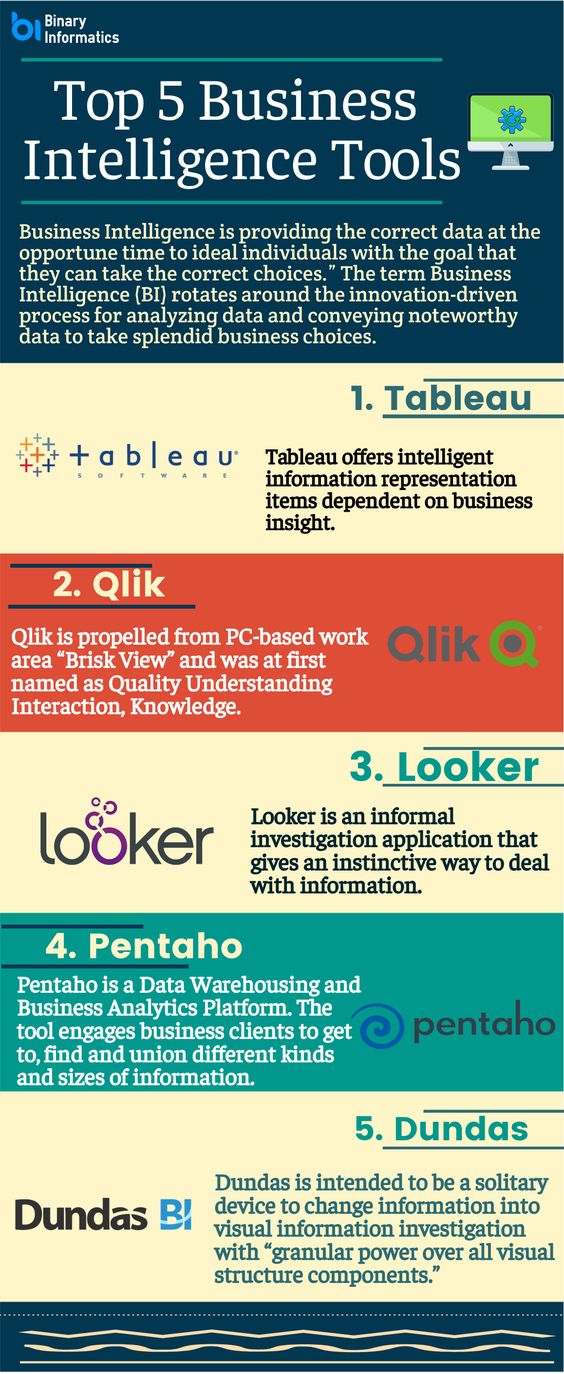 Binary
Informatics
Top 5 Business
Intelligence Tools
Business Intelligence is providing the correct data at the
opportune time to ideal individuals with the goal that
they can take the correct choices.” The term Business
Intelligence (BI) rotates around the innovation-driven
process for analyzing data and conveying noteworthy
data to take splendid business choices.
1. Tableau
tableau
SOFTWARE
Tableau offers intelligent
information representation
items dependent on business
insight.
2. Qlik
Qlik is propelled from PC-based work
area “Brisk View” and was at first
named as Quality Understanding
Interaction, Knowledge.
Qlik
3. Looker
looker
Looker is an informal
investigation application that
gives an instinctive way to deal
with information.
4. Pentaho
Pentaho is a Data Warehousing and
Business Analytics Platform. The
tool engages business clients to get
to, find and union different kinds
and sizes of information.
pentaho
5. Dundas
Dundas BI
Dundas is intended to be a solitary
device to change information into
visual information investigation
with “granular power over all visual
structure components.”